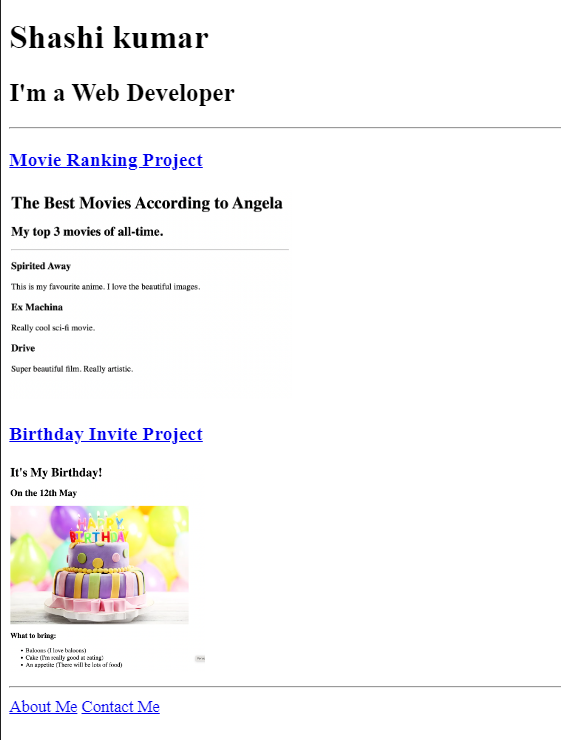 Shashi kumar
I'm a Web Developer
Movie Ranking Project
The Best Movies According to Angela
My top 3 movies of all-time.
Spirited Away
This is my favourite anime. I love the beautiful images.
Ex Machina
Really cool sci-fi movie.
Drive
Super beautiful film. Really artistic.
Birthday Invite Project
It's My Birthday!
On the 12th May
HAPPY
BIRTHDAY
What to bring:
Baloons (I love baloons)
Cake (I'm really good at eating)
An appetite (There will be lots of food)
About Me Contact Me